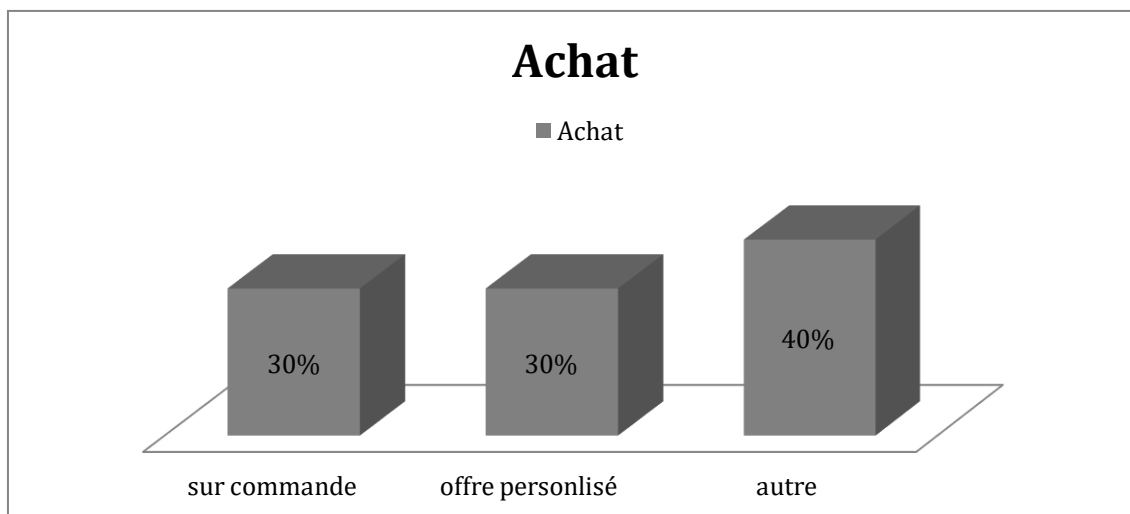 Achat
Achat
30%
30%
40%
sur commande
offre personlisé
autre